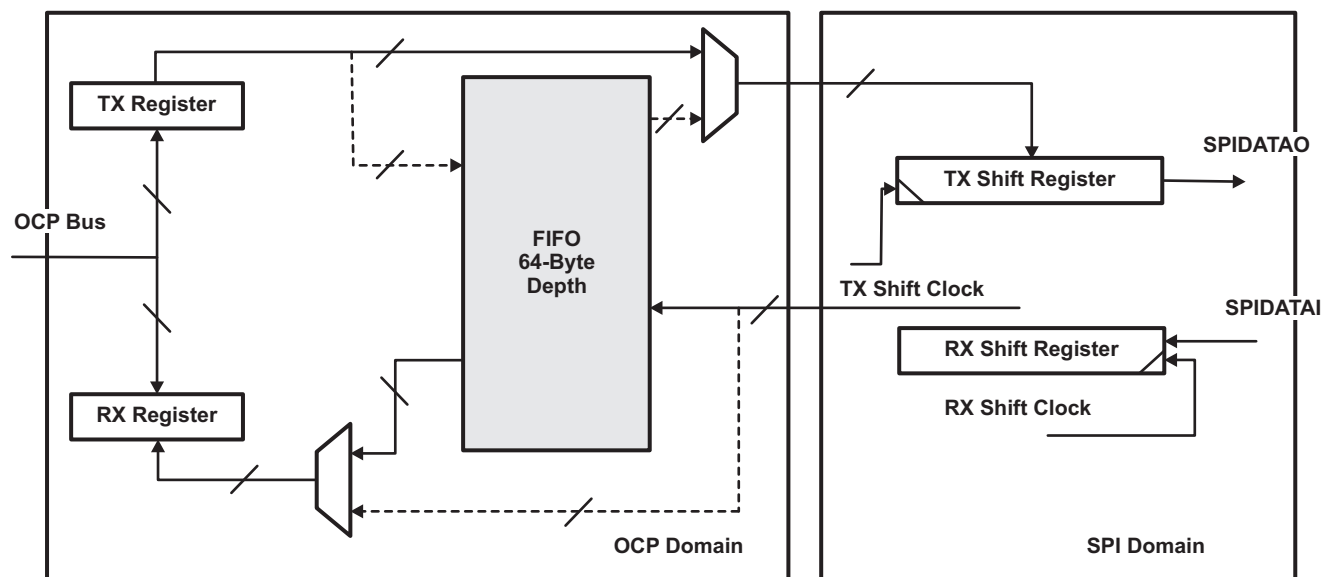 TX Register
SPIDATAO
TX Shift Register
OCP Bus
FIFO
64-Byte
Depth
TX Shift Clock
SPIDATAI
RX Shift Register
RX Register
RX Shift Clock
OCP Domain
SPI Domain